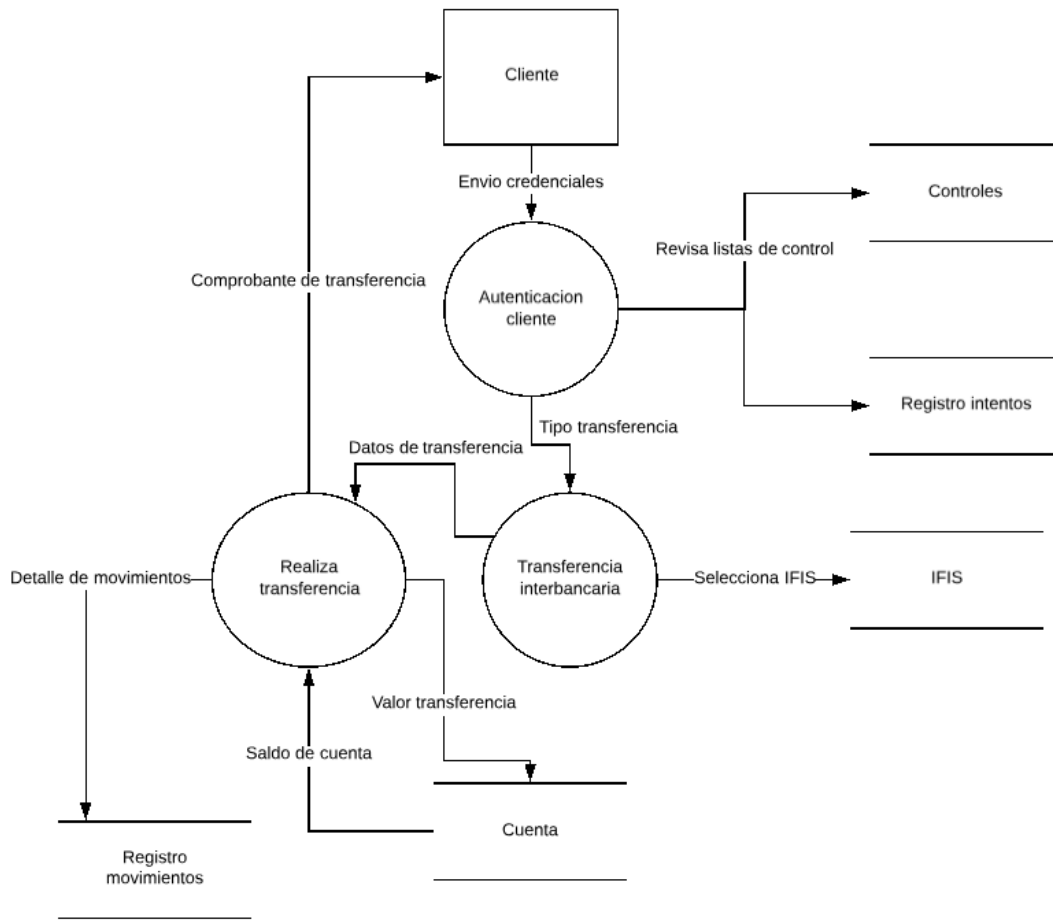 Cliente
Envio credenciales
Controles
Revisa listas de control
Comprobante de transferencia
Autenticacion
cliente
Registro intentos
Tipo transferencia
Datos de transferencia
Detalle de movimientos
Realiza
transferencia
Transferencia
interbancaria
Selecciona IFIS
IFIS
Valor transferencia
Saldo de cuenta
Cuenta
Registro
movimientos